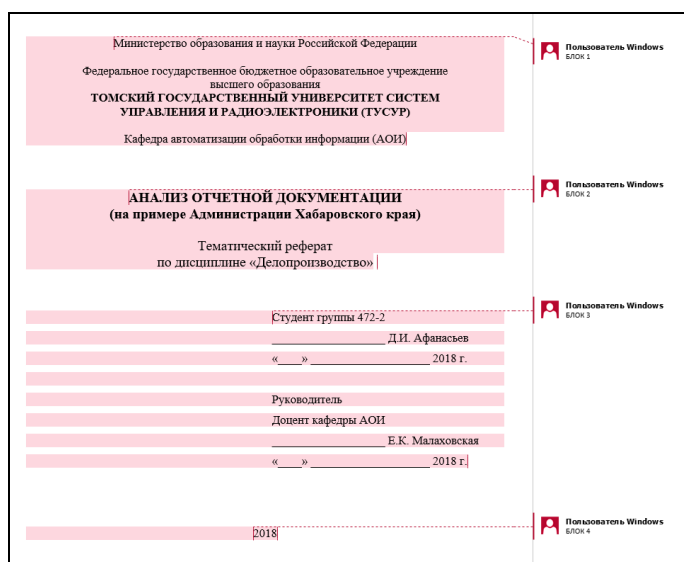 Министерство образования и науки Российской Федерации
Пользователь Windows
БЛОК 1
Федеральное государственное бюджетное образовательное учреждение
высшего образования
ТОМСКИЙ ГОСУДАРСТВЕННЫЙ УНИВЕРСИТЕТ СИСТЕМ
УПРАВЛЕНИЯ И РАДИОЭЛЕКТРОНИКИ (ТУСУР)
Кафедра автоматизации обработки информации (АОИ)
Пользователь Windows
БЛОК 2
АНАЛИЗ ОТЧЕТНОЙ ДОКУМЕНТАЦИИ
(на примере Администрации Хабаровского края)
Тематический реферат
по дисциплине «Делопроизводство»
Пользователь Windows
БЛОК 3
Студент группы 472-2
___________________ Д.И. Афанасьев
«____» ____________________ 2018 г.
Руководитель
Доцент кафедры АОИ
___________________ Е.К. Малаховская
«____» ____________________ 2018 г.
Пользователь Windows
БЛОК 4
2018